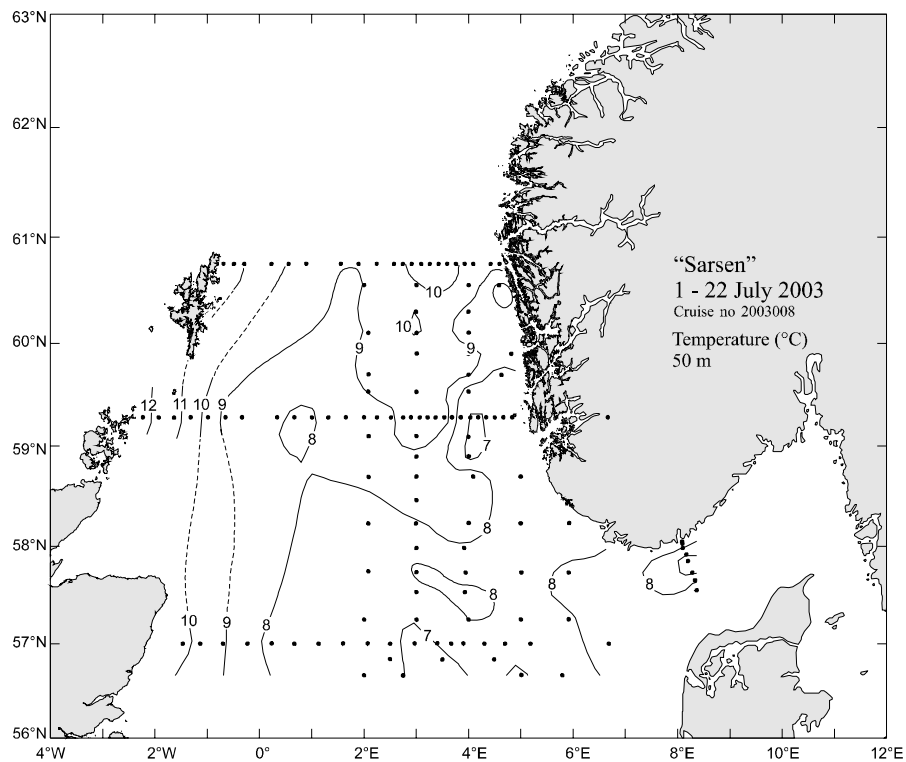 63°N
62°N
61°N
60°N
59°N
58°N
57°N
56°N
4°W
2°W
0°
2°E
4°E
6°E
8°E
10°E
12°E
“Sarsen”
1 - 22 July 2003
Cruise no 2003008
Temperature (°C)
50 m
10
10
9
9
12
11
10
9
8
7
8
8
8
10
9
8
7